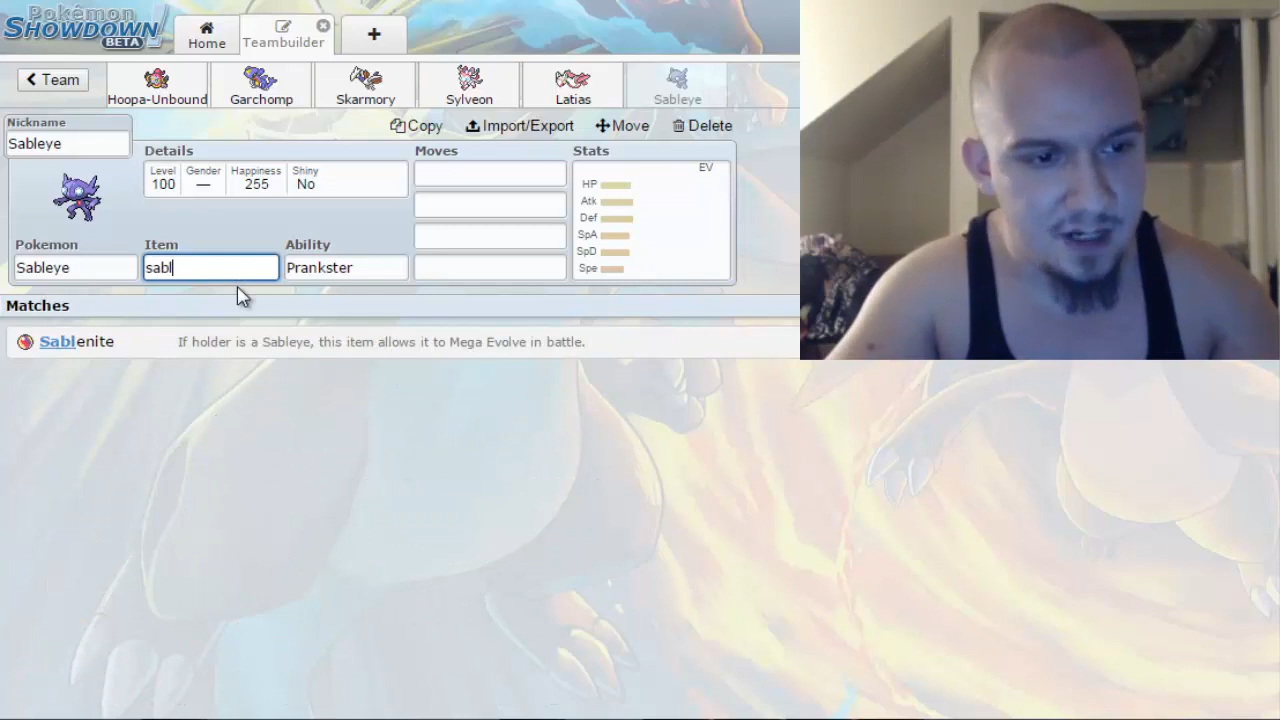 Pokémon
SHOWDOWN!
BETA
Home
Teambuilder
+
Team
Hoopa-Unbound
Garchomp
Skarmory
Sylveon
Latias
Sableye
Copy
Import/Export
Move
Delete
Nickname
Sableye
Details
Level
Gender
Happiness
Shiny
100
—
255
No
Moves
Stats
EV
HP
Atk
Def
SpA
SpD
Spe
Pokemon
Item
Ability
Sableye
sabl
Prankster
Matches
Sablenite
If holder is a Sableye, this item allows it to Mega Evolve in battle.